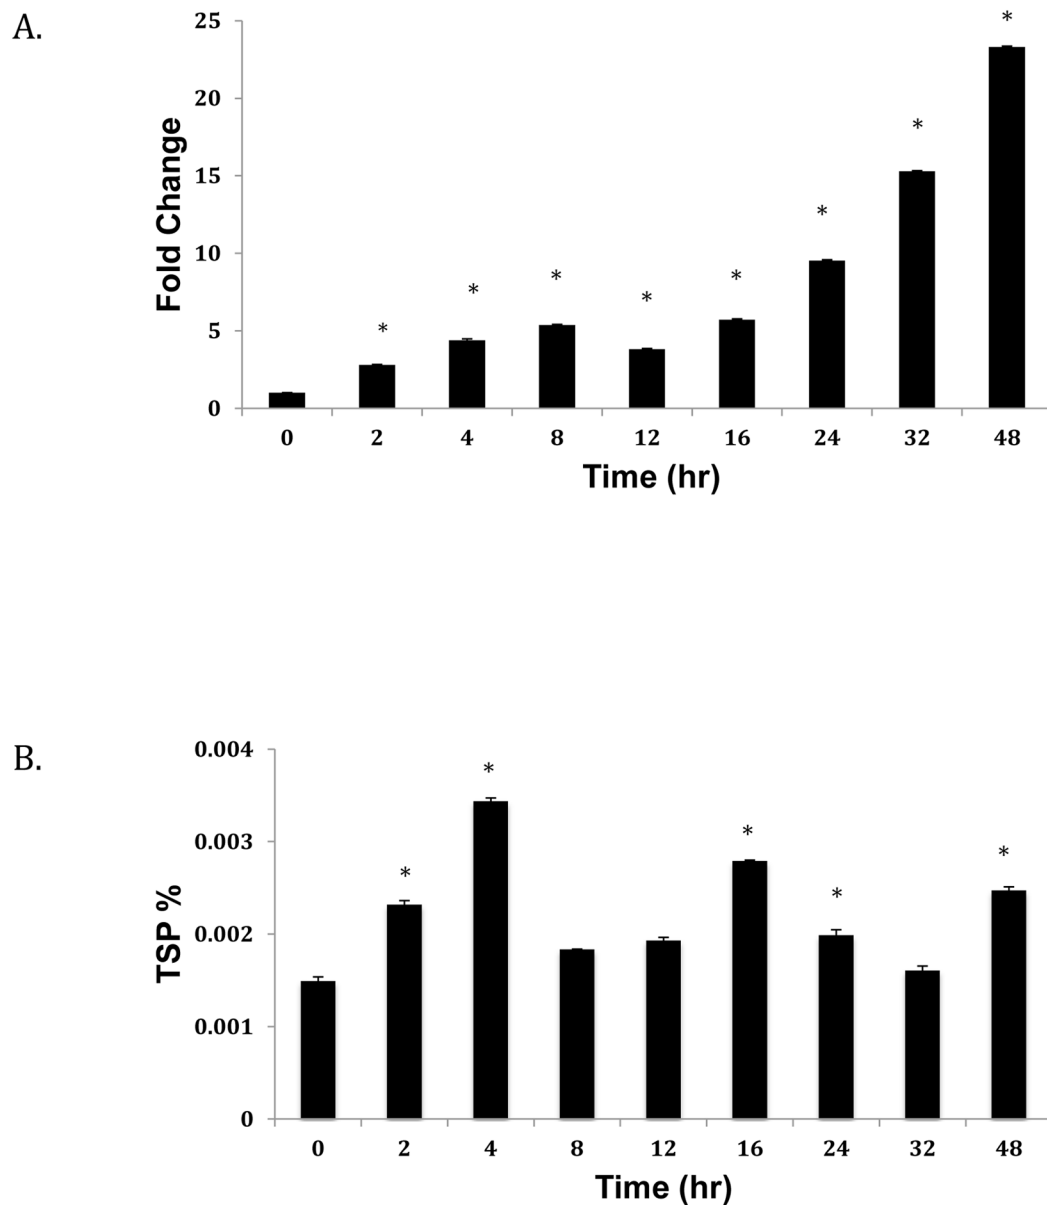 A.
Fold Change
25
20
15
10
5
0
* * * * * * * *
0 2 4 8 12 16 24 32 48
Time (hr)
B.
TSP %
0.004
0.003
0.002
0.001
0
* * * * *
0 2 4 8 12 16 24 32 48
Time (hr)